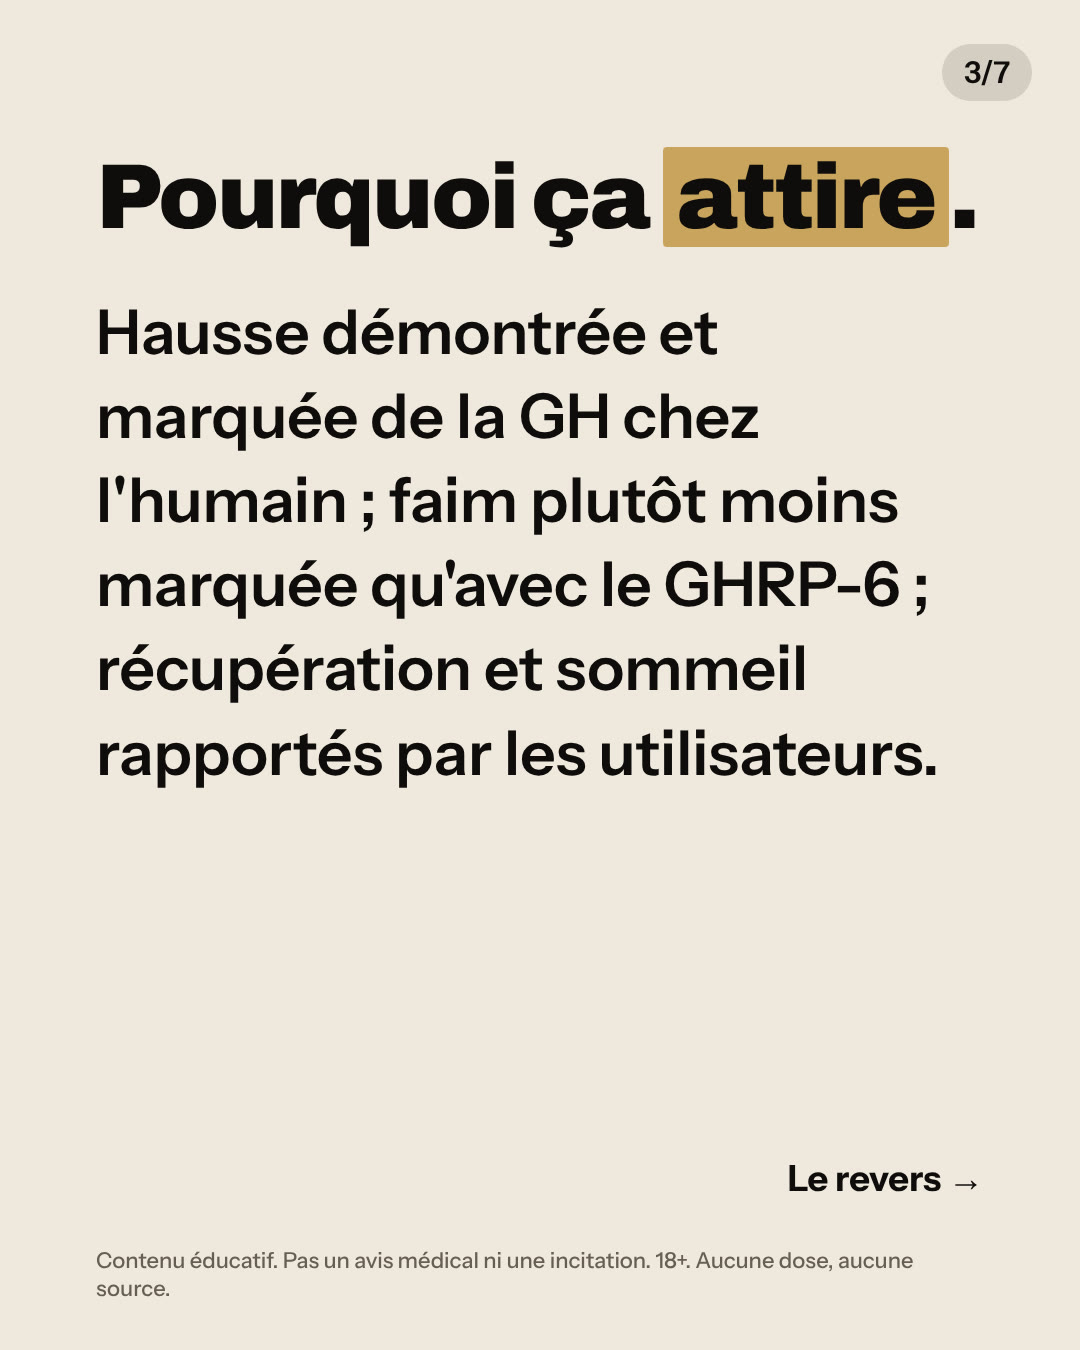 3/7
Pourquoi ça attire.
Hausse démontrée et
marquée de la GH chez
l'humain ; faim plutôt moins
marquée qu'avec le GHRP-6 ;
récupération et sommeil
rapportés par les utilisateurs.
Le revers →
Contenu éducatif. Pas un avis médical ni une incitation. 18+. Aucune dose, aucune
source.